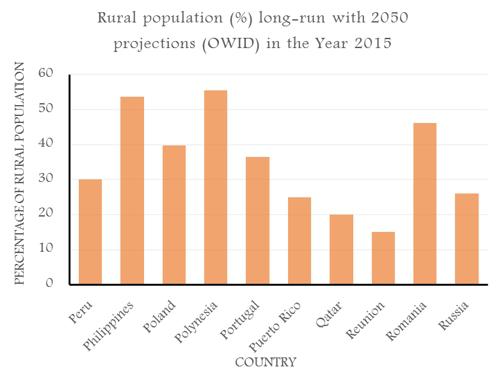 Rural population (%) long-run with 2050
projections (OWID) in the Year 2015
PERCENTAGE OF RURAL POPULATION
60
50
40
30
20
10
0
Peru
Philippines
Poland
Polynesia
Portugal
Puerto Rico
Qatar
Reunion
Romania
Russia
COUNTRY